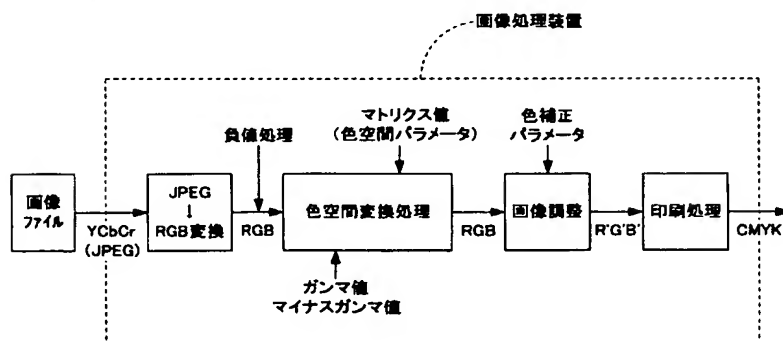 画像処理装置
マトリクス値
(色空間パラメータ)
色補正
パラメータ
負値処理
画像
ファイル
YCbCr
(JPEG)
JPEG
↓
RGB変換
RGB
色空間変換処理
RGB
画像調整
R'G'B'
印刷処理
CMYK
ガンマ値
マイナスガンマ値